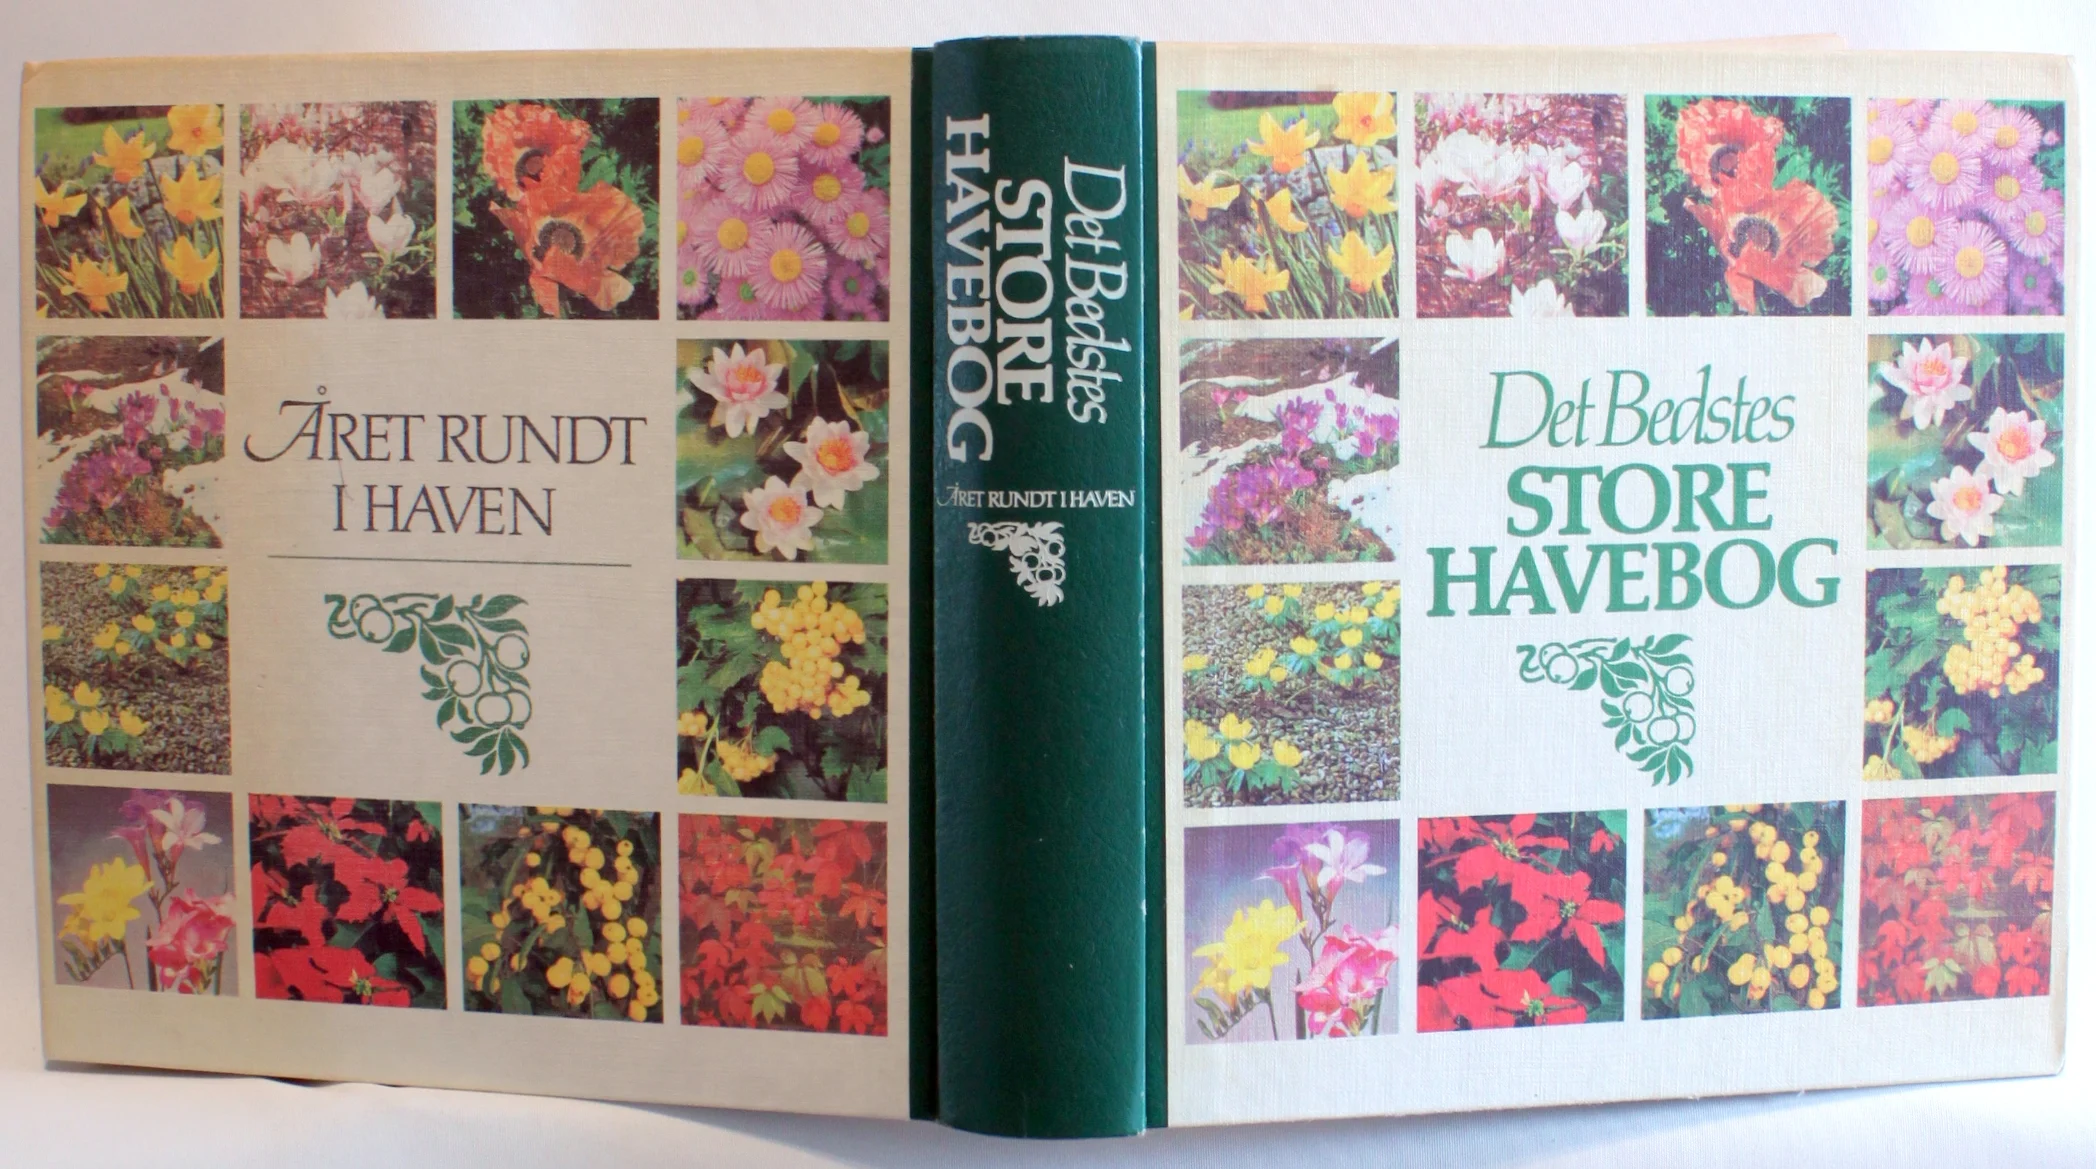 ÅRET RUNDT
I HAVEN
Det Bedstes
STORE
HAVEBOG
ÅRET RUNDT I HAVEN
Det Bedstes
STORE
HAVEBOG